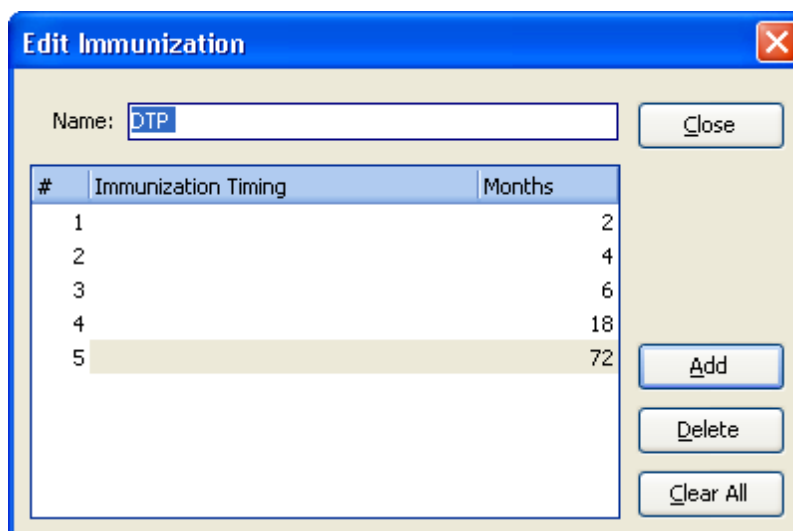 Edit Immunization
Name: DTP Close
# Immunization Timing Months
1 2
2 4
3 6
4 18
5 72
Add
Delete
Clear All